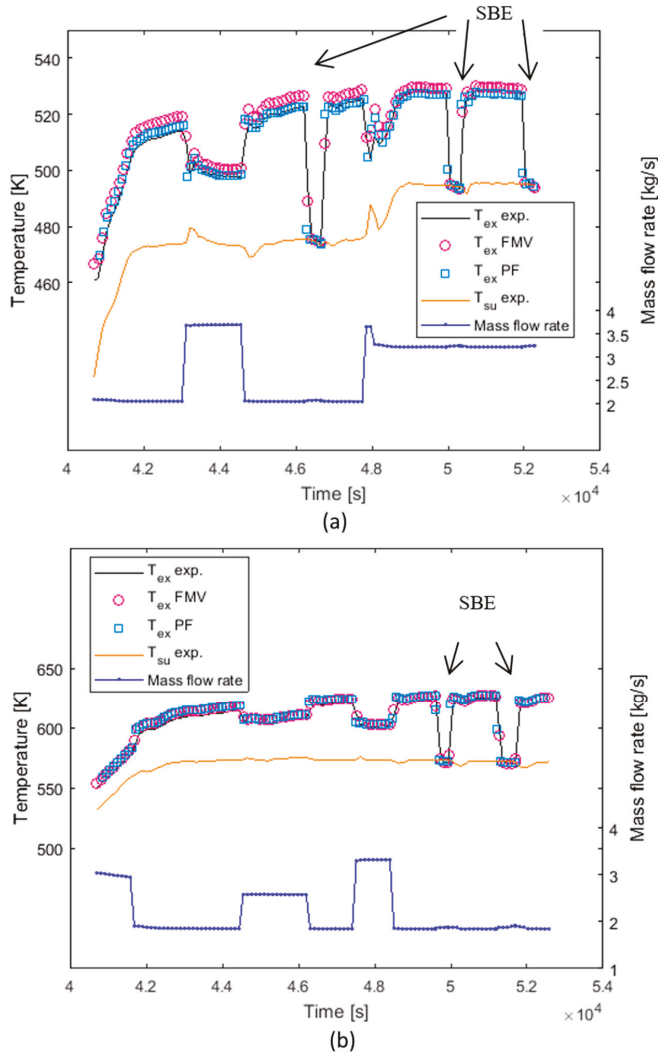 SBE
540
520
500
480
460
Temperature [K]
T_ex exp.
T_ex FMV
T_ex PF
T_su exp.
Mass flow rate
4
3.5
3
2.5
2
Mass flow rate [kg/s]
4 4.2 4.4 4.6 4.8 5 5.2 5.4
Time [s]
× 10^4
(a)
T_ex exp.
T_ex FMV
T_ex PF
T_su exp.
Mass flow rate
SBE
650
600
550
500
Temperature [K]
4
3
2
1
Mass flow rate [kg/s]
4 4.2 4.4 4.6 4.8 5 5.2 5.4
Time [s]
× 10^4
(b)